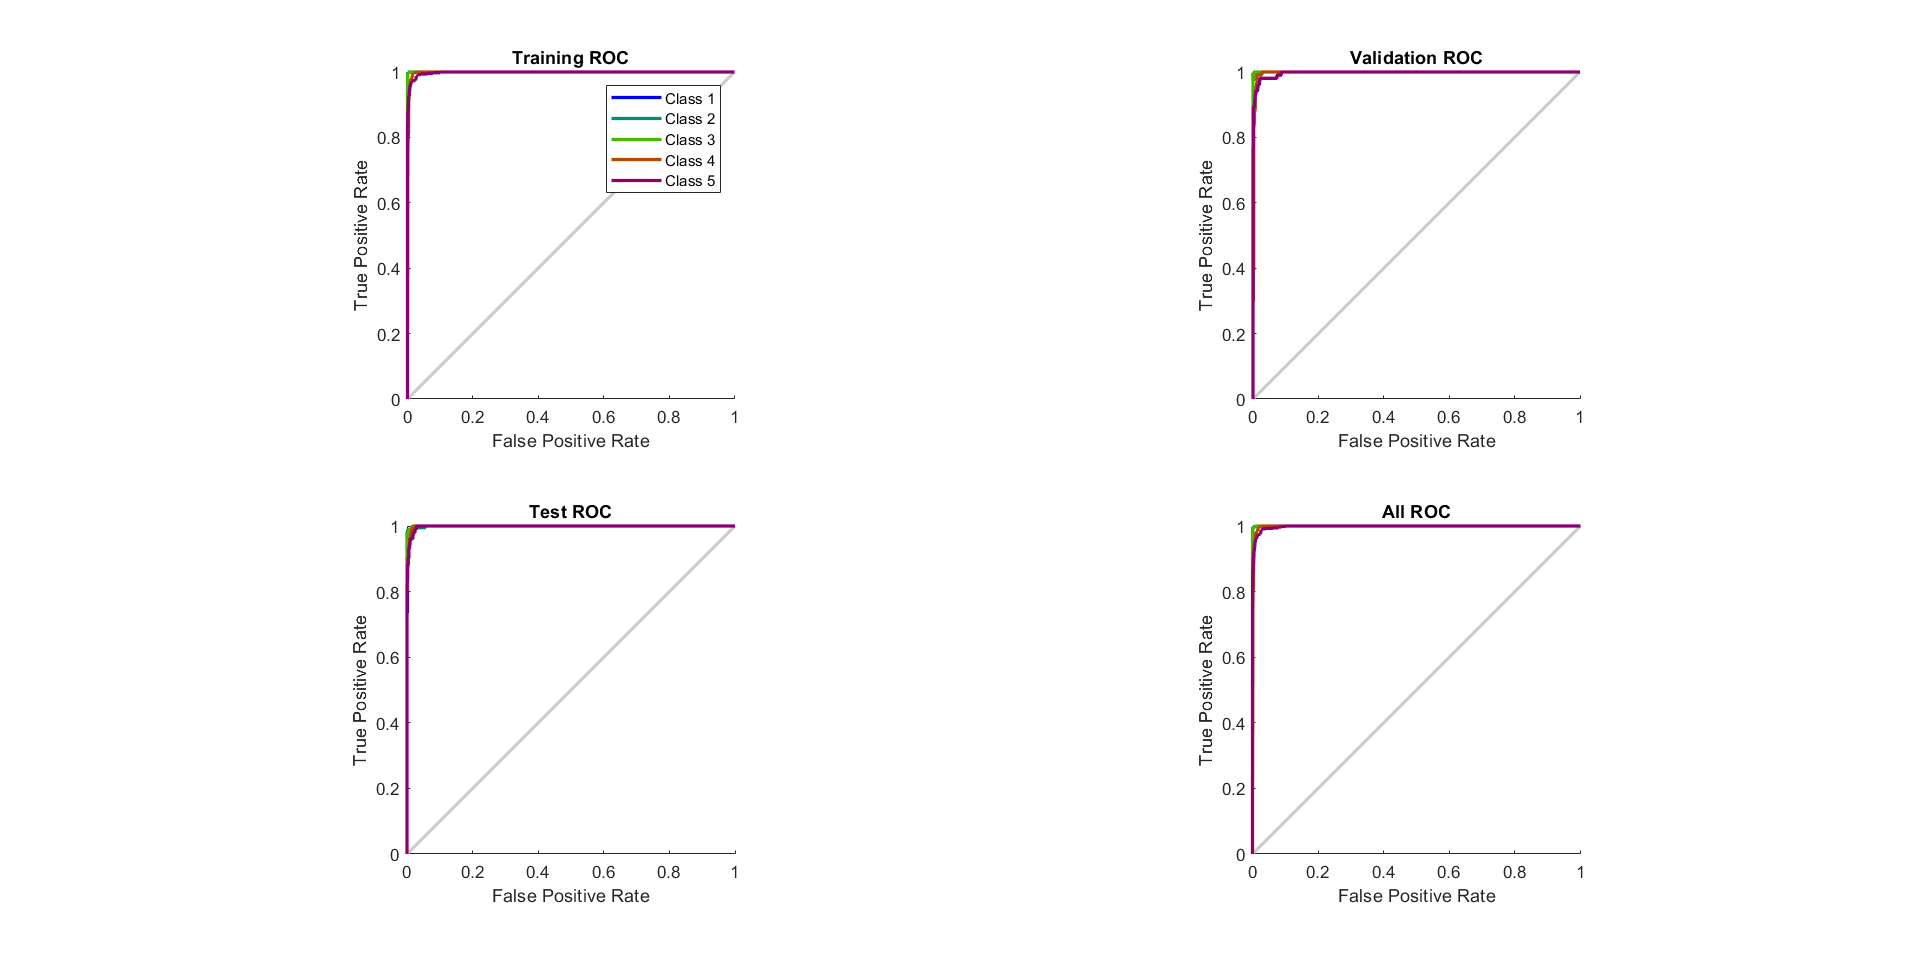 Training ROC
1
0.8
0.6
0.4
0.2
0
True Positive Rate
Class 1
Class 2
Class 3
Class 4
Class 5
0 0.2 0.4 0.6 0.8 1
False Positive Rate
Validation ROC
1
0.8
0.6
0.4
0.2
0
True Positive Rate
0 0.2 0.4 0.6 0.8 1
False Positive Rate
Test ROC
1
0.8
0.6
0.4
0.2
0
True Positive Rate
0 0.2 0.4 0.6 0.8 1
False Positive Rate
All ROC
1
0.8
0.6
0.4
0.2
0
True Positive Rate
0 0.2 0.4 0.6 0.8 1
False Positive Rate